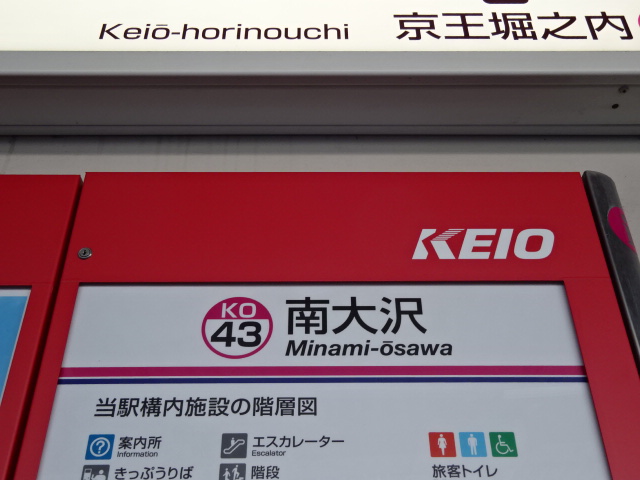 Keiō-horinouchi 京王堀之内
KEIO
KO
43
南大沢
Minami-ōsawa
当駅構内施設の階層図
案内所
Information
エスカレーター
Escalator
きっぷうりば
階段
旅客トイレ